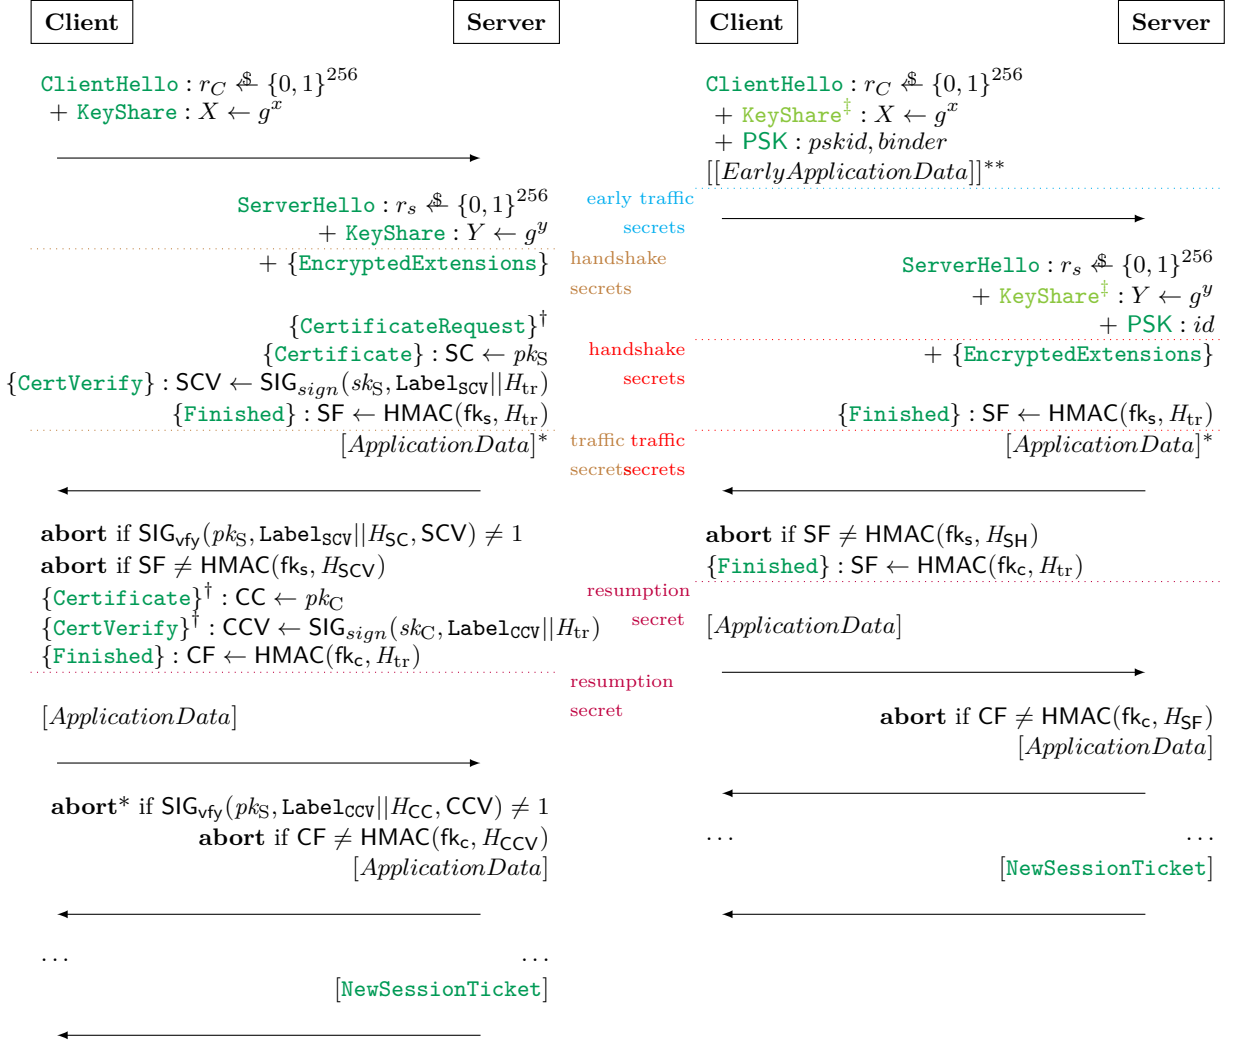 Client
Server
ClientHello : r_C ←$ {0, 1}^256
+ KeyShare : X ← g^x
ServerHello : r_s ←$ {0, 1}^256
+ KeyShare : Y ← g^y
+ {EncryptedExtensions}
{CertificateRequest}^†
{Certificate} : SC ← pk_S
{CertVerify} : SCV ← SIG_sign(sk_S, Label_SCV||H_tr)
{Finished} : SF ← HMAC(fk_s, H_tr)
[ApplicationData]*
abort if SIG_vfy(pk_S, Label_SCV||H_SC, SCV) ≠ 1
abort if SF ≠ HMAC(fk_s, H_SCV)
{Certificate}^† : CC ← pk_C
{CertVerify}^† : CCV ← SIG_sign(sk_C, Label_CCV||H_tr)
{Finished} : CF ← HMAC(fk_c, H_tr)
[ApplicationData]
abort* if SIG_vfy(pk_S, Label_CCV||H_CC, CCV) ≠ 1
abort if CF ≠ HMAC(fk_c, H_CCV)
[ApplicationData]
...
...
[NewSessionTicket]
early traffic
secrets
handshake
secrets
handshake
secrets
traffic traffic
secretsecrets
resumption
secret
resumption
secret
Client
Server
ClientHello : r_C ←$ {0, 1}^256
+ KeyShare^‡ : X ← g^x
+ PSK : pskid, binder
[[EarlyApplicationData]]**
ServerHello : r_s ←$ {0, 1}^256
+ KeyShare^‡ : Y ← g^y
+ PSK : id
+ {EncryptedExtensions}
{Finished} : SF ← HMAC(fk_s, H_tr)
[ApplicationData]*
abort if SF ≠ HMAC(fk_s, H_SH)
{Finished} : SF ← HMAC(fk_c, H_tr)
[ApplicationData]
abort if CF ≠ HMAC(fk_c, H_SF)
[ApplicationData]
...
...
[NewSessionTicket]